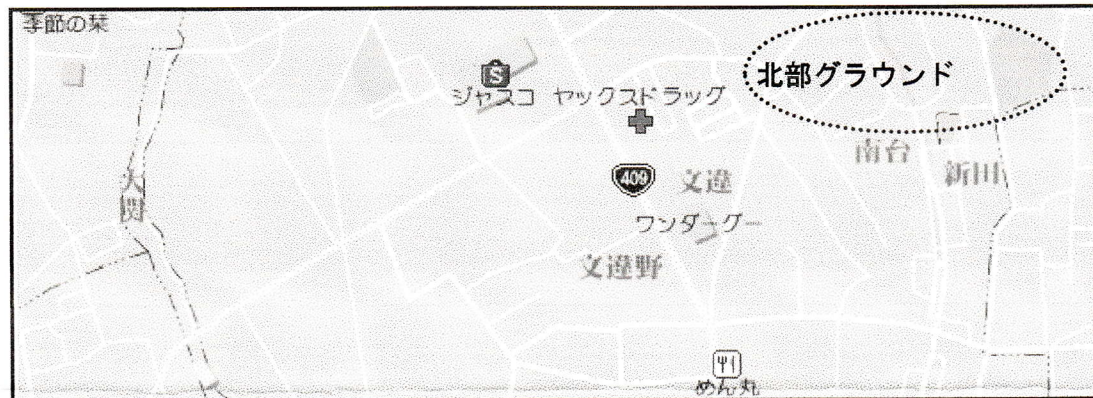 季節の栞
北部グラウンド
S
ジャスコ ヤックスドラッグ
南台
新田
409
文違
大関
ワンダーグー
文違野
めん丸